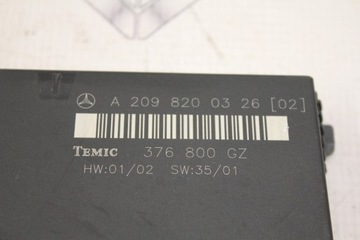 A 209 820 03 26 [02]
TEMIC 376 800 GZ
HW:01/02 SW:35/01